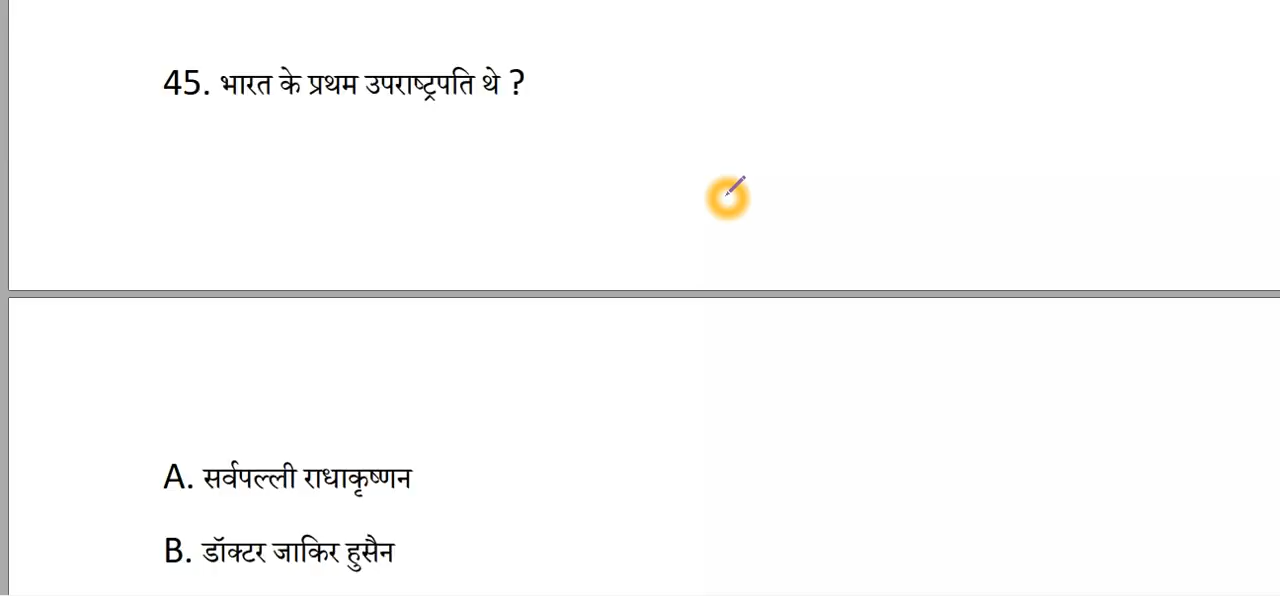 45. भारत के प्रथम उपराष्ट्रपति थे ?
A. सर्वपल्ली राधाकृष्णन
B. डॉक्टर जाकिर हुसैन